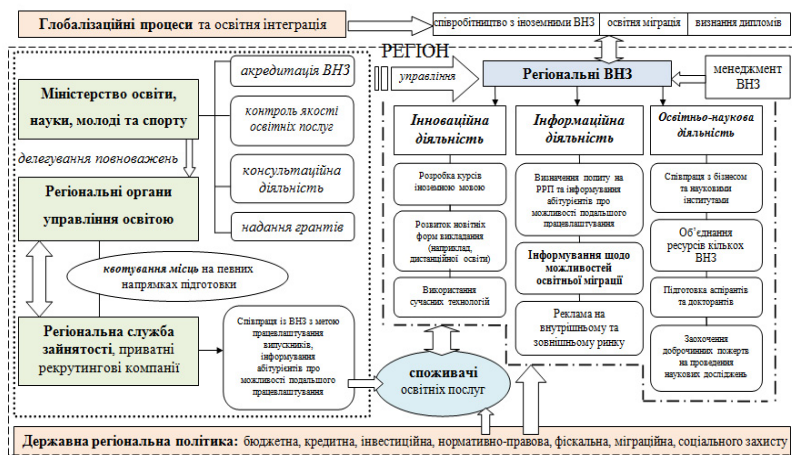 Глобалізаційні процеси та освітня інтеграція
співробітництво з іноземними ВНЗ
освітня міграція
визнання дипломів
РЕГІОН
Міністерство освіти,
науки, молоді та спорту
акредитація ВНЗ
контроль якості
освітніх послуг
консультаційна
діяльність
надання грантів
делегування повноважень
Регіональні органи
управління освітою
квотування місць на певних
напрямках підготовки
Регіональна служба
зайнятості, приватні
рекрутингові компанії
Співпраця із ВНЗ з метою
працевлаштування
випускників,
інформування
абітурієнтів про
можливості подальшого
працевлаштування
управління
Регіональні ВНЗ
менеджмент
ВНЗ
Інноваційна
діяльність
Розробка курсів
іноземною мовою
Розвиток новітніх
форм викладання
(наприклад,
дистанційної освіти)
Використання
сучасних технологій
Інформаційна
діяльність
Визначення попиту на
РРП та інформування
абітурієнтів про
можливості подальшого
працевлаштування
Інформування щодо
можливостей
освітньої міграції
Реклама на
внутрішньому та
зовнішньому ринку
Освітньо-наукова
діяльність
Співпраця з бізнесом
та науковими
інститутами
Об’єднання
ресурсів кількох
ВНЗ
Підготовка аспірантів
та докторантів
Заохочення
доброчинних пожертв
на проведення
наукових досліджень
споживачі
освітніх послуг
Державна регіональна політика: бюджетна, кредитна, інвестиційна, нормативно-правова, фіскальна, міграційна, соціального захисту